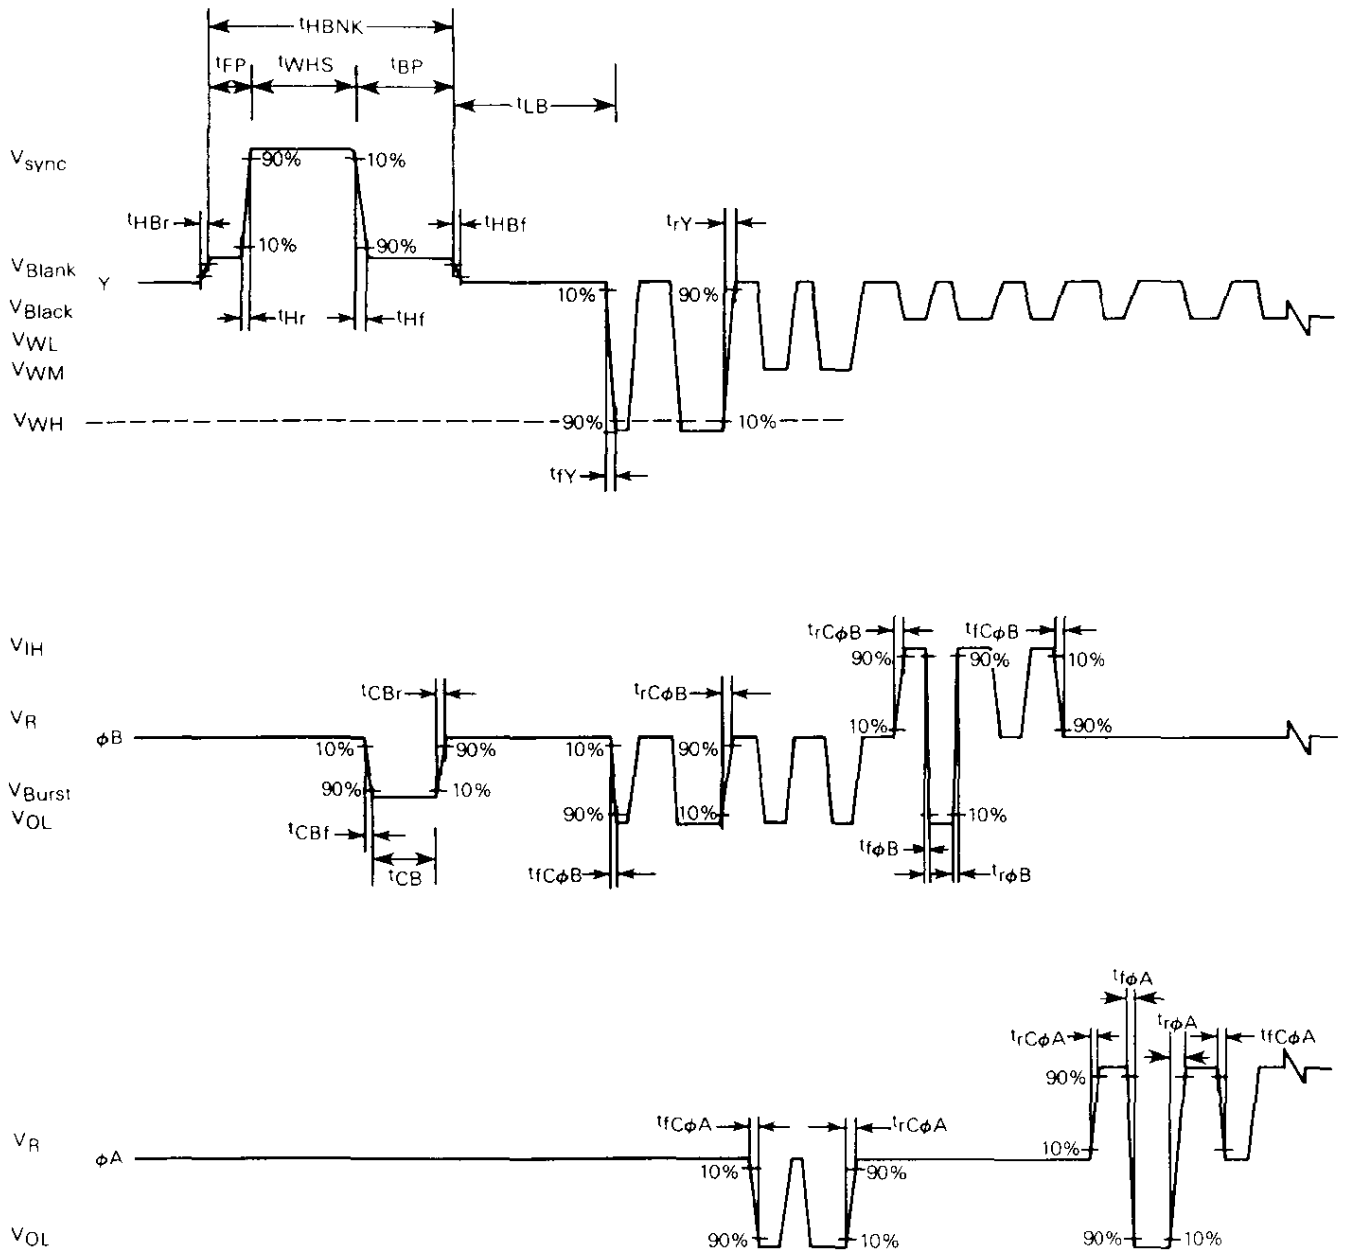 tHBNK
tFP tWHS tBP
tLB
Vsync 90% 10%
tHBr tHBf trY
10% 90%
VBlank Y 10% 90%
VBlack tHr tHf
VWL
VWM
VWH 90% 10%
tfY
VIH trCϕB tfCϕB
90% 90% 10%
tCBr trCϕB
VR 10% 90%
ϕB 10% 90% 10% 90%
VBurst 90% 10%
VOL 90% 10% 10%
tCBf tfϕB
tCB tfCϕB trϕB
tfϕA
trϕA
trCϕA tfCϕA
90%
tfCϕA trCϕA
VR 10%
ϕA 10% 90%
VOL 90% 10% 90% 10%